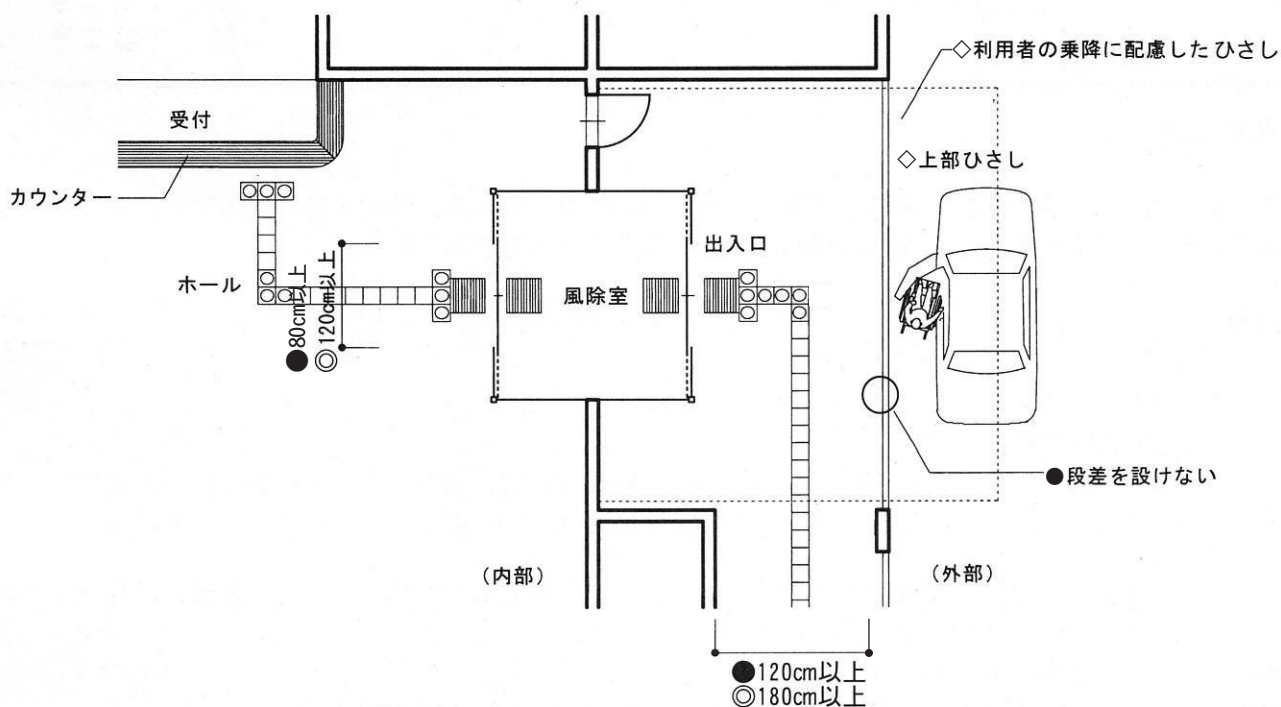 ◇利用者の乗降に配慮したひさし
受付
◇上部ひさし
カウンター
出入口
ホール
●80cm以上
◎120cm以上
風除室
●段差を設けない
(内部)
(外部)
●120cm以上
◎180cm以上